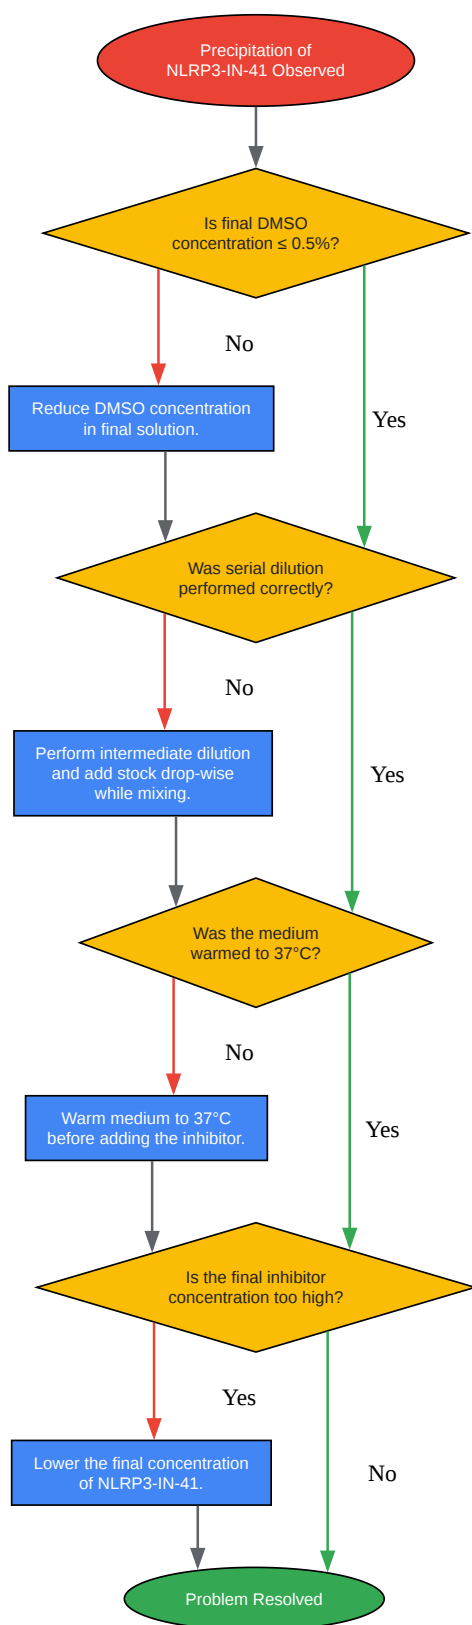 Precipitation of
NLRP3-IN-41 Observed
Is final DMSO
concentration ≤ 0.5%?
No
Yes
Reduce DMSO concentration
in final solution.
Was serial dilution
performed correctly?
No
Yes
Perform intermediate dilution
and add stock drop-wise
while mixing.
Was the medium
warmed to 37°C?
No
Yes
Warm medium to 37°C
before adding the inhibitor.
Is the final inhibitor
concentration too high?
Yes
No
Lower the final concentration
of NLRP3-IN-41.
Problem Resolved